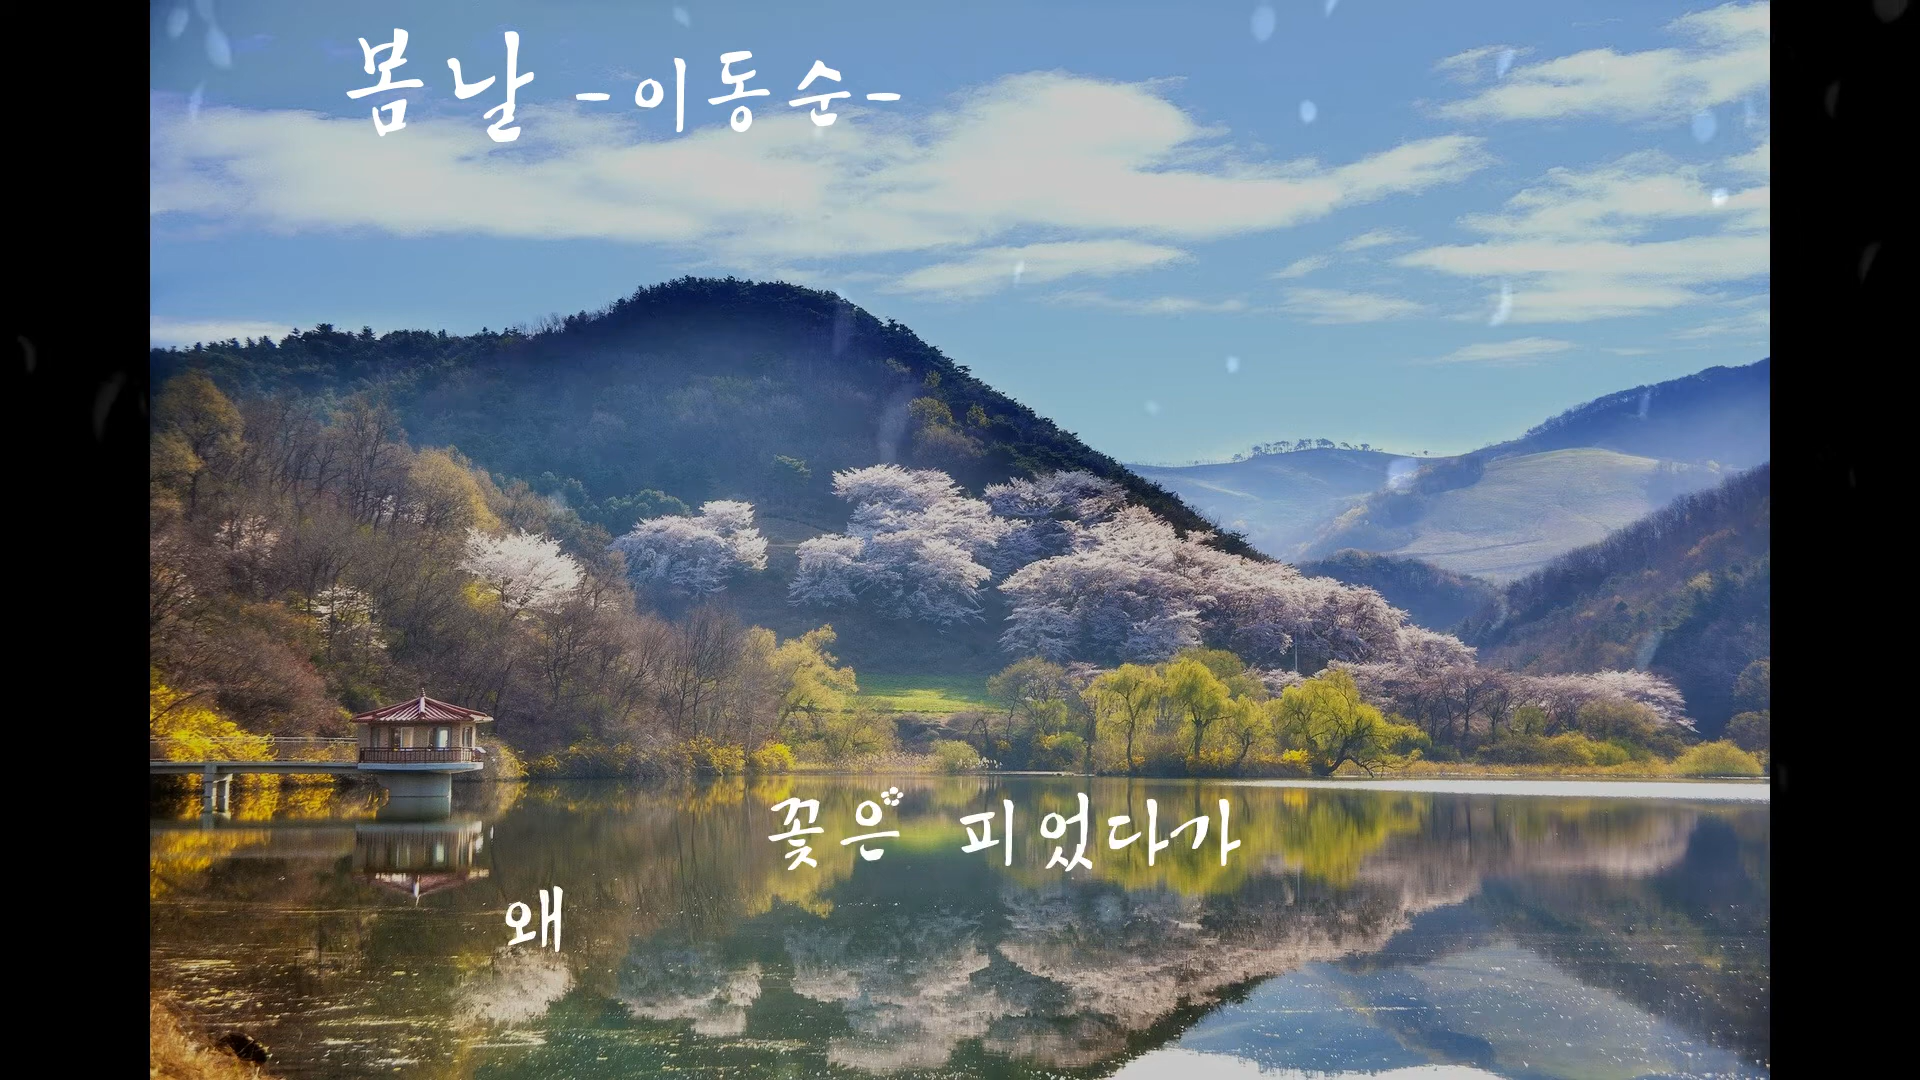 봄날 -이동순-
꽃은 피었다가
왜